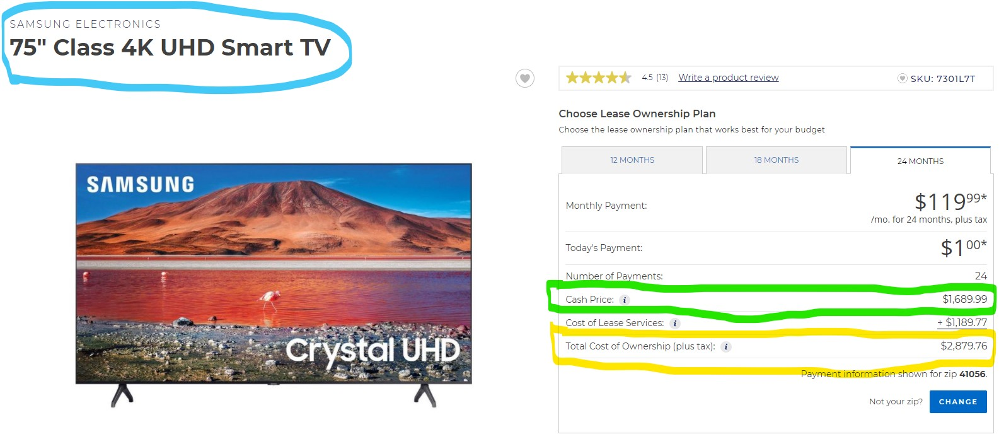 SAMSUNG ELECTRONICS
75" Class 4K UHD Smart TV
4.5 (13) Write a product review
SKU: 7301L7T
Choose Lease Ownership Plan
Choose the lease ownership plan that works best for your budget
12 MONTHS 18 MONTHS 24 MONTHS
SAMSUNG
Crystal UHD
Monthly Payment: $119.99*
/mo. for 24 months, plus tax
Today's Payment: $1.00*
Number of Payments: 24
Cash Price: i $1,689.99
Cost of Lease Services: i + $1,189.77
Total Cost of Ownership (plus tax): i $2,879.76
Payment information shown for zip 41056.
Not your zip? CHANGE